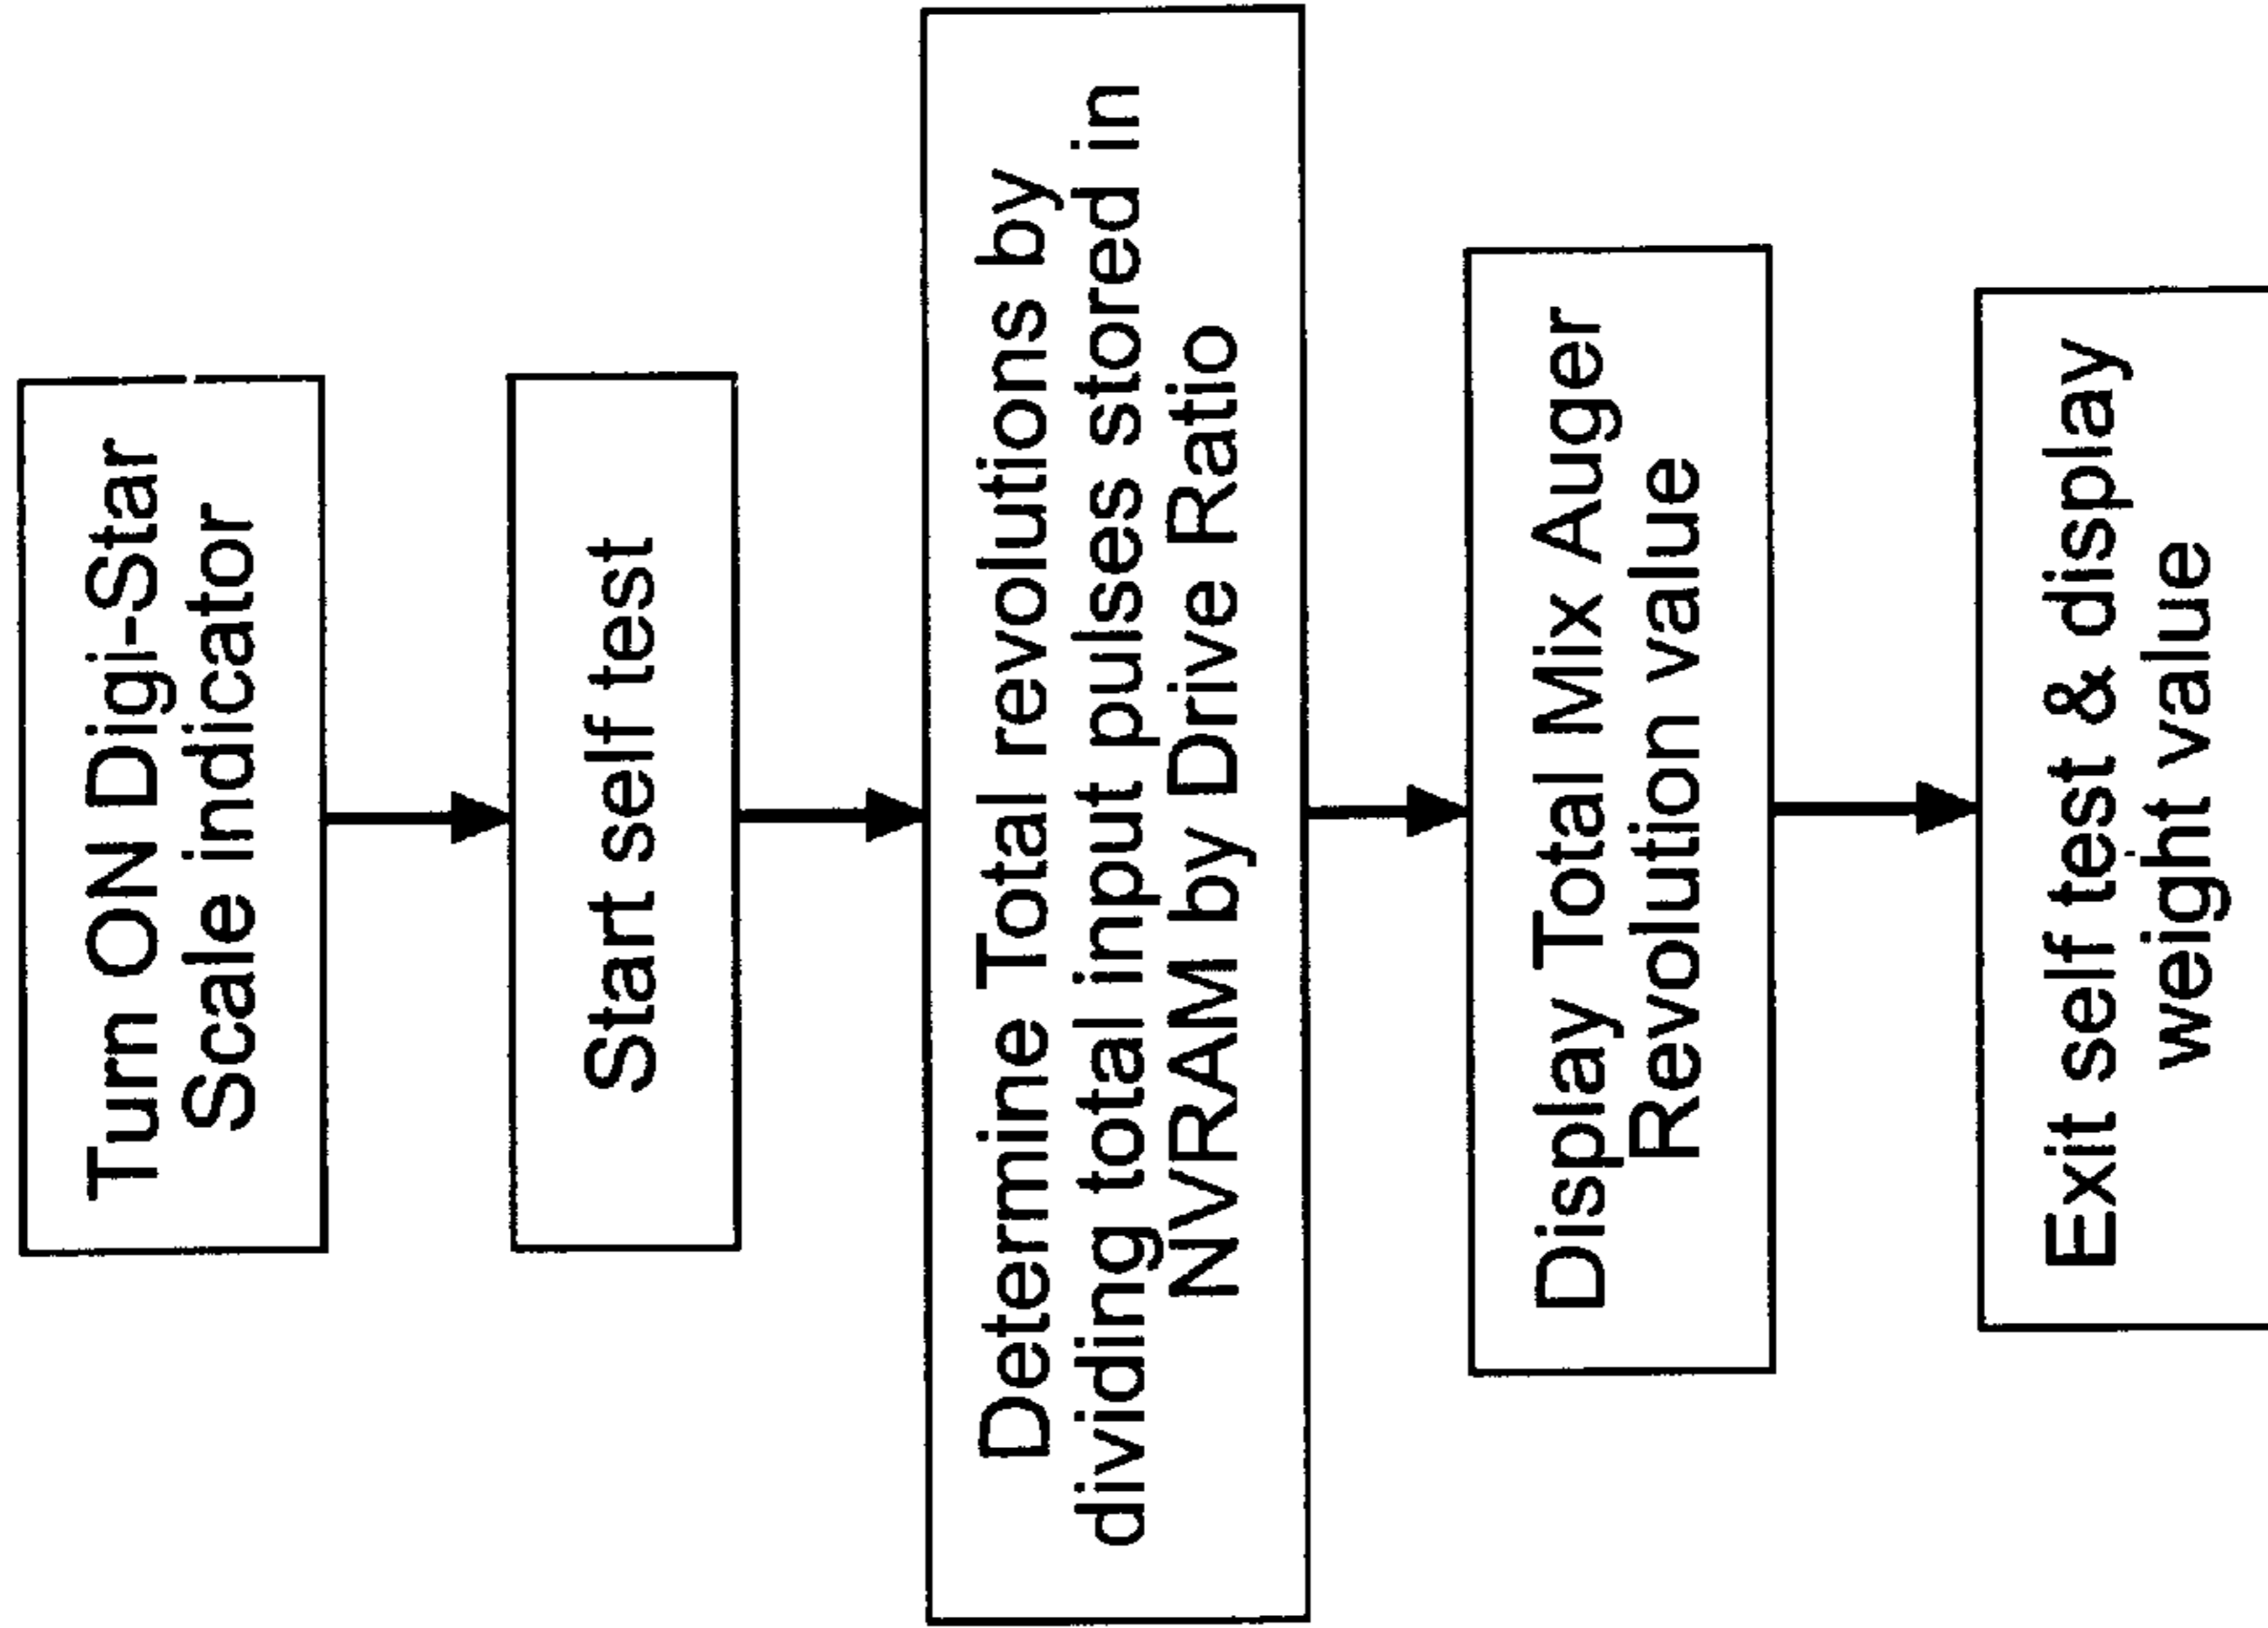 Turn ON Digi-Star
Scale indicator
Start self test
Determine Total revolutions by
dividing total input pulses stored in
NVRAM by Drive Ratio
Display Total Mix Auger
Revolution value
Exit self test & display
weight value